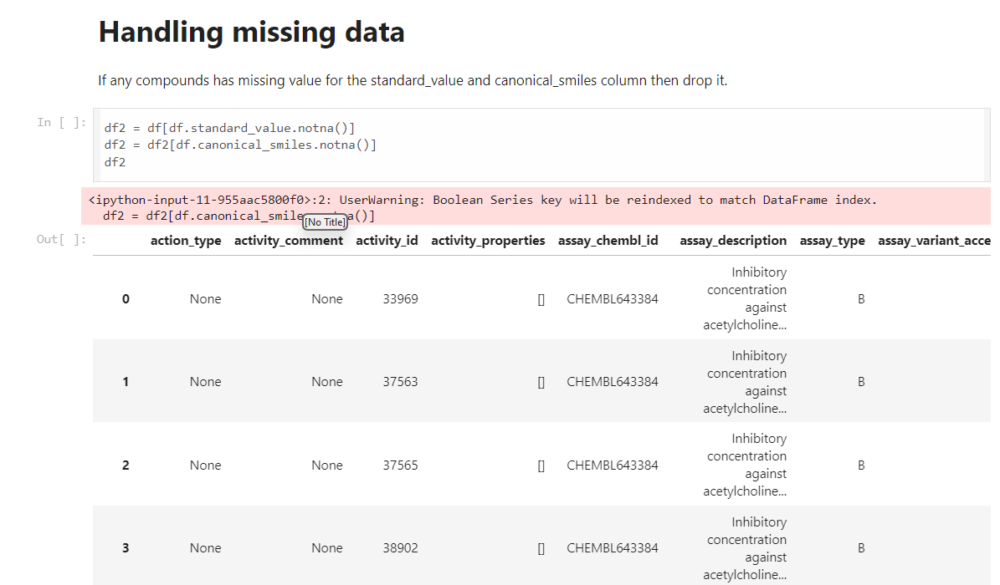 Handling missing data
If any compounds has missing value for the standard_value and canonical_smiles column then drop it.
In [ ]:
df2 = df[df.standard_value.notna()]
df2 = df2[df.canonical_smiles.notna()]
df2
<ipython-input-11-955aac5800f0>:2: UserWarning: Boolean Series key will be reindexed to match DataFrame index.
df2 = df2[df.canonical_smile a()]
[No Title]
Out[ ]:
action_type activity_comment activity_id activity_properties assay_chembl_id assay_description assay_type assay_variant_acce
0 None None 33969 [] CHEMBL643384 Inhibitory concentration against acetylcholine... B
1 None None 37563 [] CHEMBL643384 Inhibitory concentration against acetylcholine... B
2 None None 37565 [] CHEMBL643384 Inhibitory concentration against acetylcholine... B
3 None None 38902 [] CHEMBL643384 Inhibitory concentration against acetylcholine... B